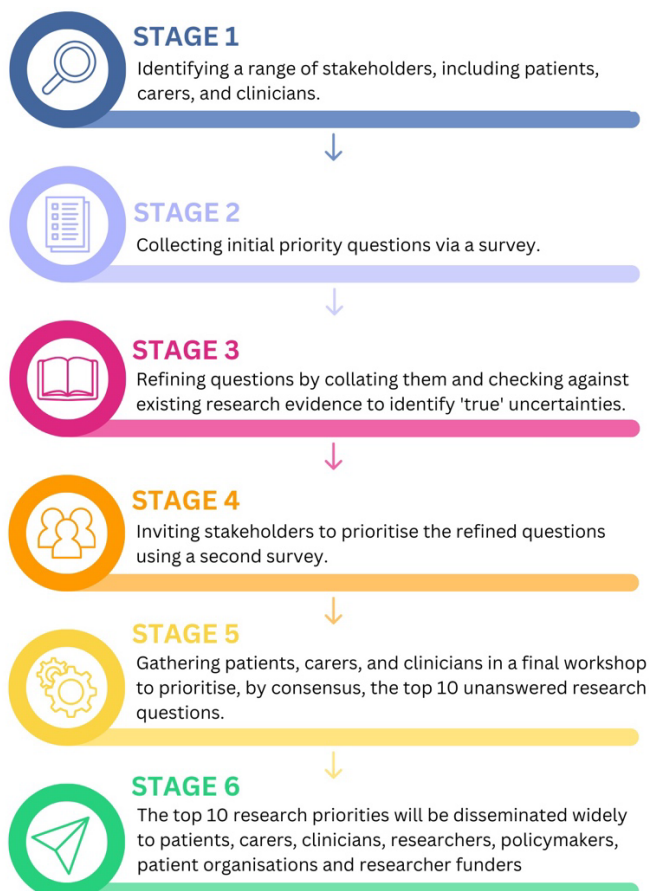 STAGE 1
Identifying a range of stakeholders, including patients,
carers, and clinicians.
STAGE 2
Collecting initial priority questions via a survey.
STAGE 3
Refining questions by collating them and checking against
existing research evidence to identify 'true' uncertainties.
STAGE 4
Inviting stakeholders to prioritise the refined questions
using a second survey.
STAGE 5
Gathering patients, carers, and clinicians in a final workshop
to prioritise, by consensus, the top 10 unanswered research
questions.
STAGE 6
The top 10 research priorities will be disseminated widely
to patients, carers, clinicians, researchers, policymakers,
patient organisations and researcher funders